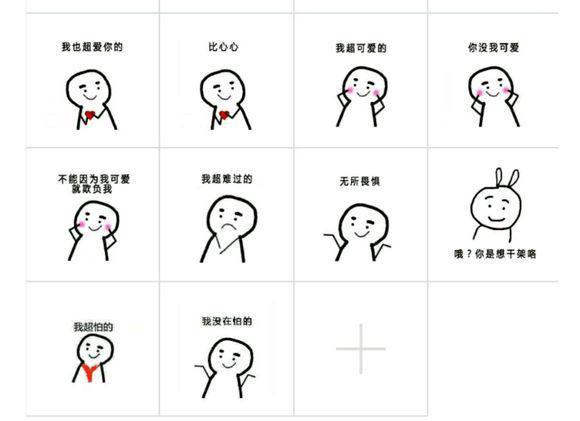 我也超爱你的
比心心
我超可爱的
你没我可爱
不能因为我可爱
就欺负我
我超难过的
无所畏惧
哦？你是想干架咯
我超怕的
我没在怕的